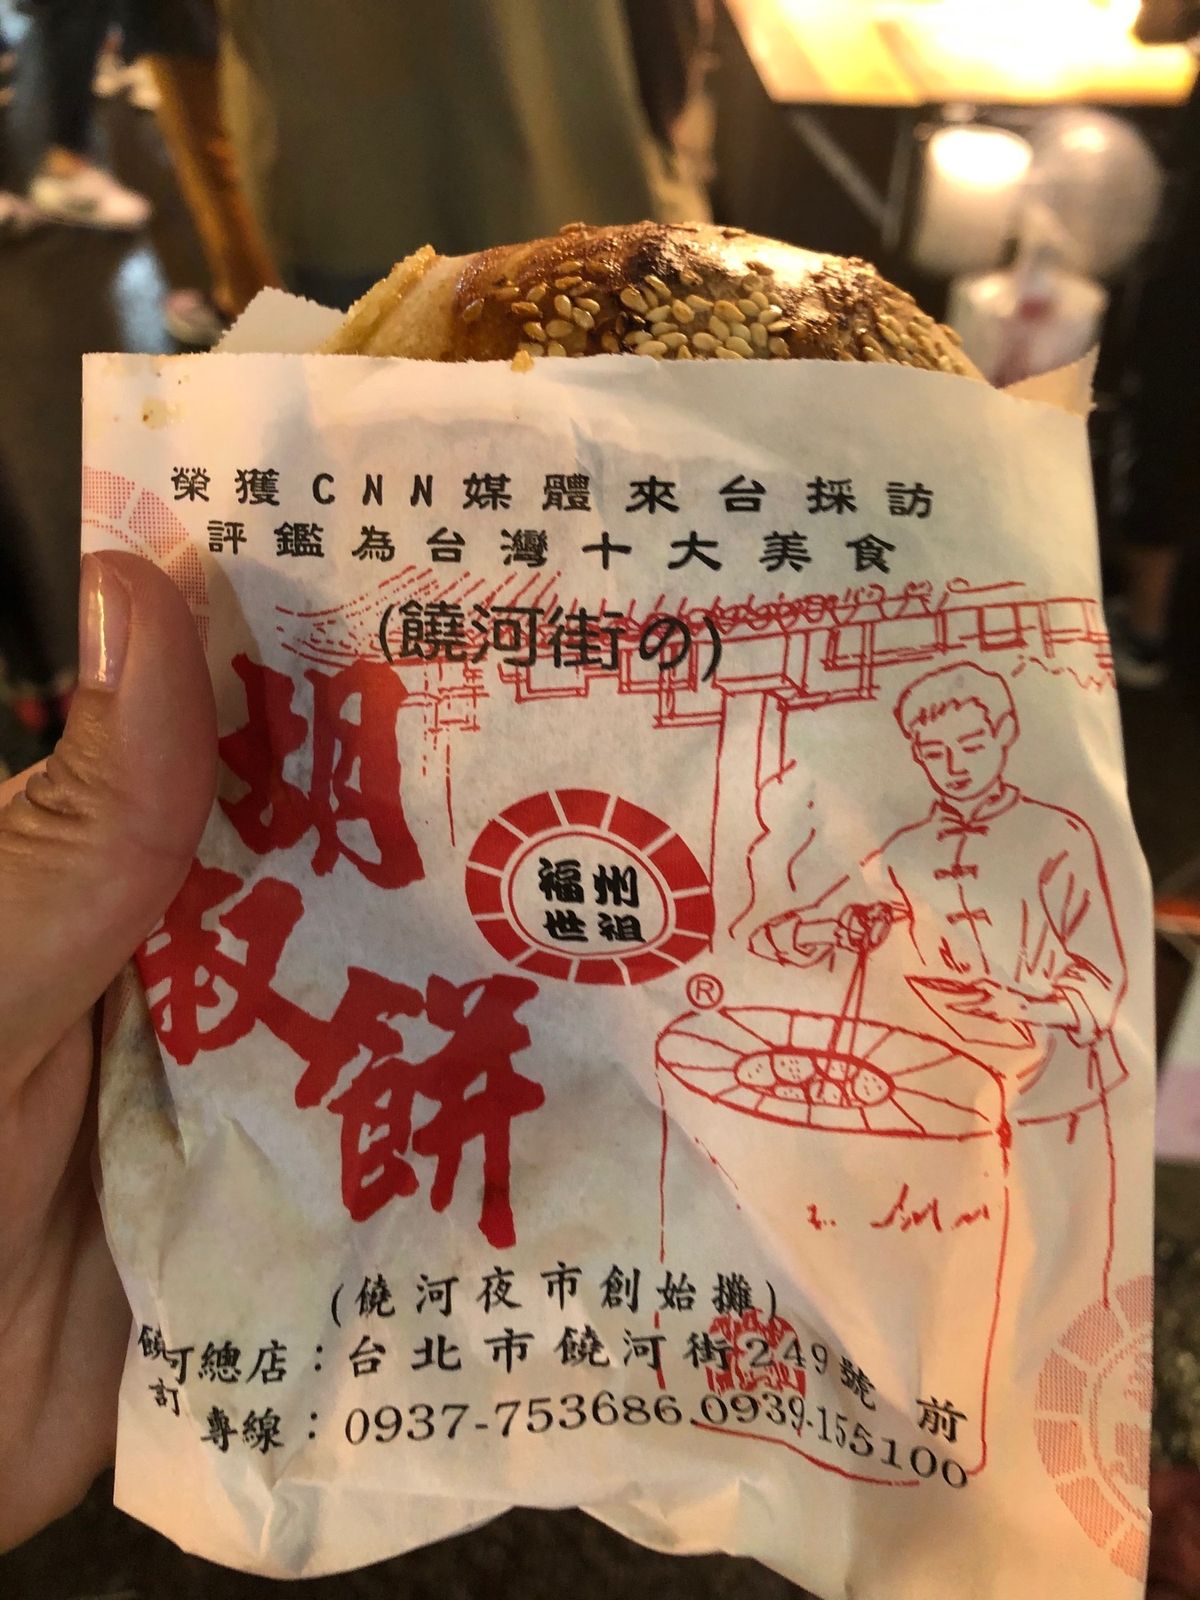 榮獲CNN媒體來台採訪
評鑑為台灣十大美食
(饒河街の)
胡椒餅
福州
世祖
®
(饒河夜市創始攤)
饒河總店：台北市饒河街249號前
訂 專線：0937-753686.0939-155100